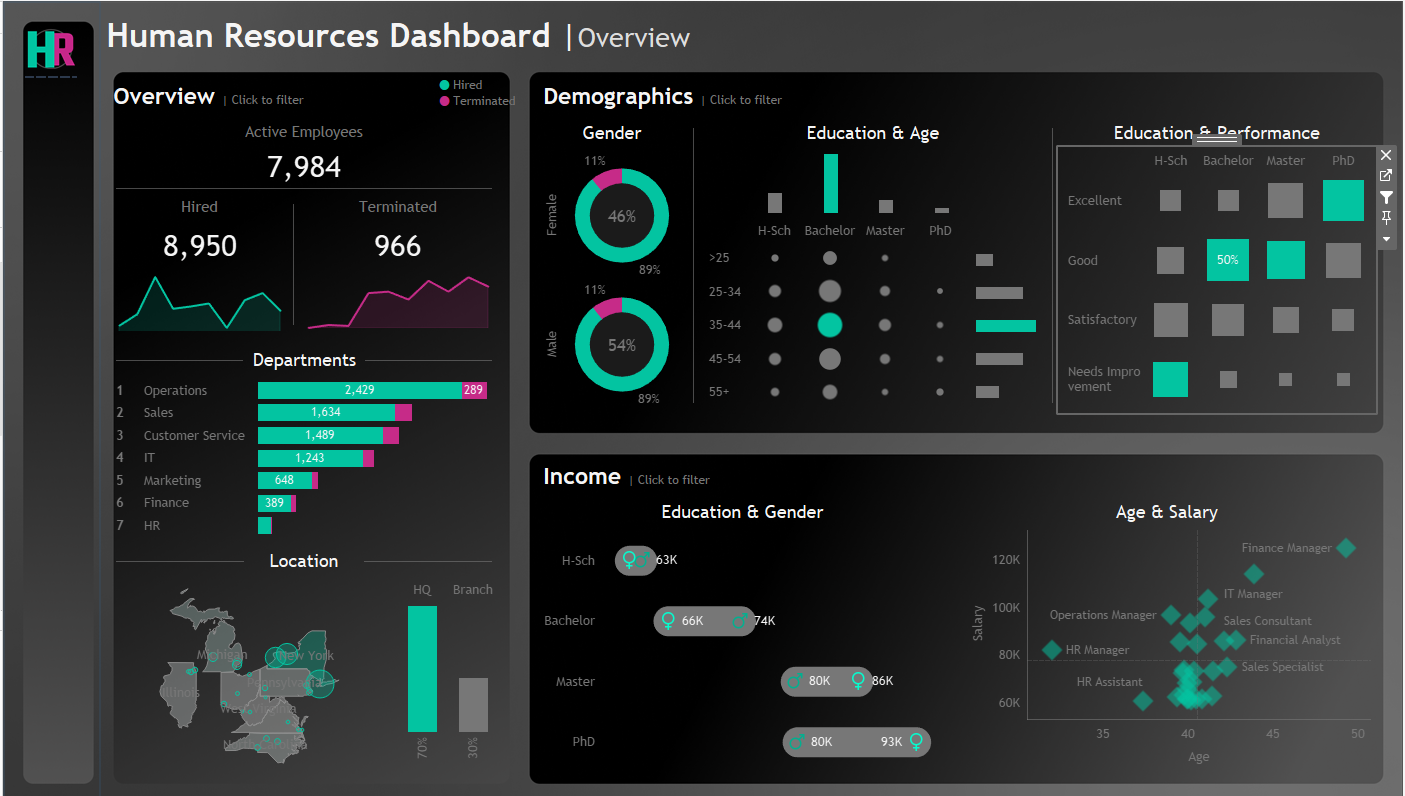 HR
Human Resources Dashboard | Overview
Overview | Click to filter
Hired
Terminated
Active Employees
7,984
Hired
8,950
Terminated
966
Departments
1 Operations 2,429 289
2 Sales 1,634
3 Customer Service 1,489
4 IT 1,243
5 Marketing 648
6 Finance 389
7 HR
Location
Michigan
New York
Illinois
Pennsylvania
West Virginia
North Carolina
HQ Branch
70% 30%
Demographics | Click to filter
Gender
Female
11%
46%
89%
Male
11%
54%
89%
Education & Age
H-Sch Bachelor Master PhD
>25
25-34
35-44
45-54
55+
Education & Performance
H-Sch Bachelor Master PhD
Excellent
Good 50%
Satisfactory
Needs Impro
vement
Income | Click to filter
Education & Gender
H-Sch 63K
Bachelor 66K 74K
Master 80K 86K
PhD 80K 93K
Age & Salary
Salary
120K
100K
80K
60K
Finance Manager
IT Manager
Operations Manager
Sales Consultant
Financial Analyst
HR Manager
Sales Specialist
HR Assistant
35 40 45 50
Age